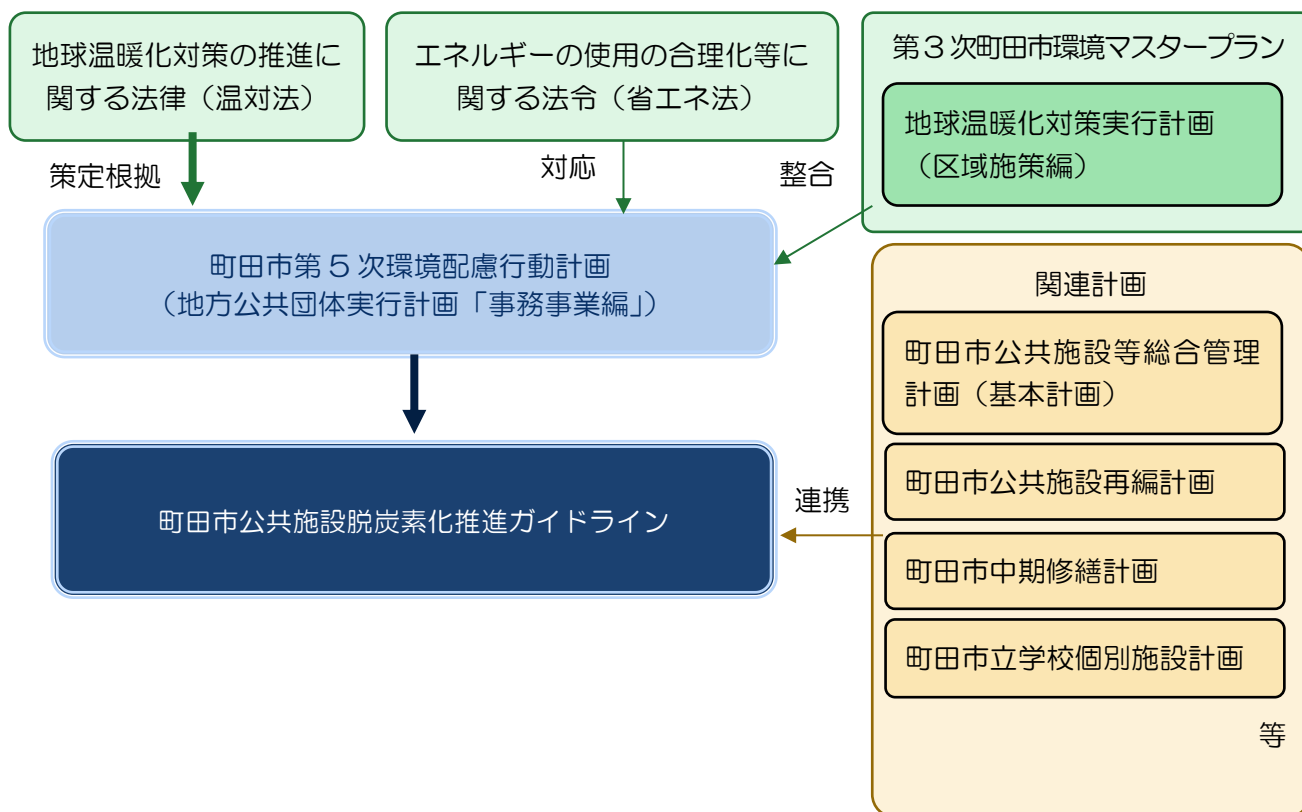 地球温暖化対策の推進に
関する法律（温対法）
エネルギーの使用の合理化等に
関する法令（省エネ法）
第３次町田市環境マスタープラン
地球温暖化対策実行計画
（区域施策編）
策定根拠
対応
整合
町田市第５次環境配慮行動計画
（地方公共団体実行計画「事務事業編」）
関連計画
町田市公共施設等総合管理
計画（基本計画）
町田市公共施設再編計画
町田市中期修繕計画
町田市立学校個別施設計画
等
連携
町田市公共施設脱炭素化推進ガイドライン